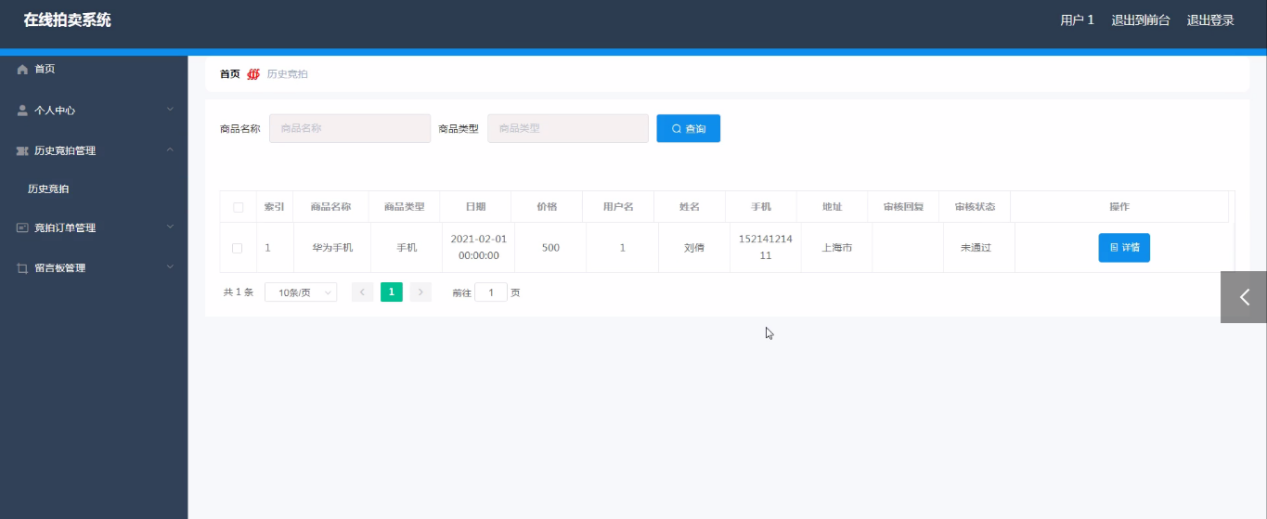 在线拍卖系统
用户 1 退出到前台 退出登录
首页
个人中心
历史竞拍管理
历史竞拍
竞拍订单管理
留言板管理
首页 历史竞拍
商品名称 商品名称 商品类型 商品类型 查询
索引 商品名称 商品类型 日期 价格 用户名 姓名 手机 地址 审核回复 审核状态 操作
1 华为手机 手机 2021-02-01 00:00:00 500 1 刘倩 15214121411 上海市 未通过 详情
共 1 条 10条/页 1 前往 1 页